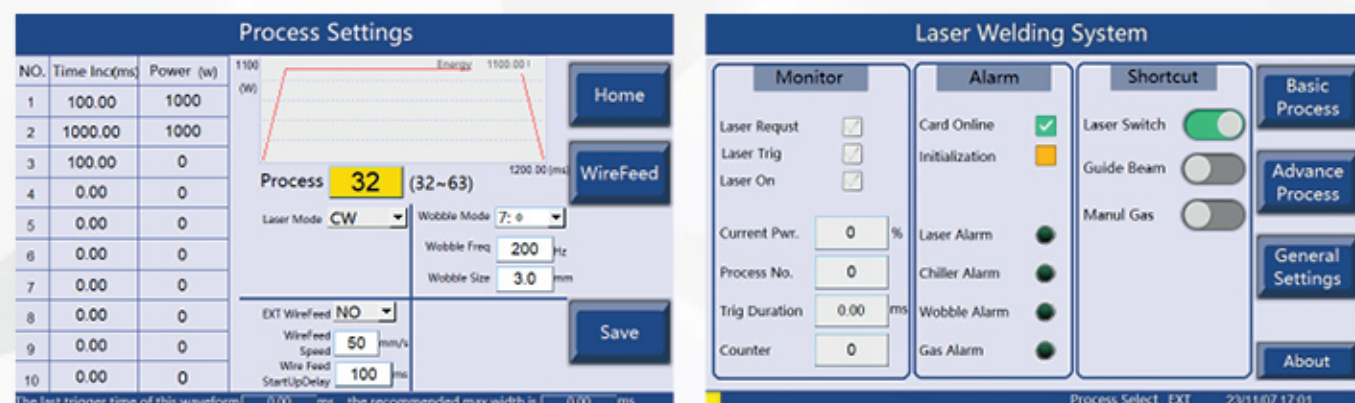 Process Settings
NO. Time Inc(ms) Power (w)
1 100.00 1000
2 1000.00 1000
3 100.00 0
4 0.00 0
5 0.00 0
6 0.00 0
7 0.00 0
8 0.00 0
9 0.00 0
10 0.00 0
1100
(W)
Energy 1100.00
1200.00 (ms)
Process 32 (32~63)
Laser Mode CW
Wobble Mode 7:
Wobble Freq 200 Hz
Wobble Size 3.0 mm
EXT WireFeed NO
WireFeed
Speed 50 mm/s
Wire Feed
StartUpDelay 100 ms
Home
WireFeed
Save
The last trigger time of this waveform 0.00 ms the recommended max width is 0.00 ms
Laser Welding System
Monitor
Laser Requst
Laser Trig
Laser On
Current Pwr. 0 %
Process No. 0
Trig Duration 0.00 ms
Counter 0
Alarm
Card Online
Initialization
Laser Alarm
Chiller Alarm
Wobble Alarm
Gas Alarm
Shortcut
Laser Switch
Guide Beam
Manul Gas
Basic
Process
Advance
Process
General
Settings
About
Process Select EXT 23/11/07 17:01